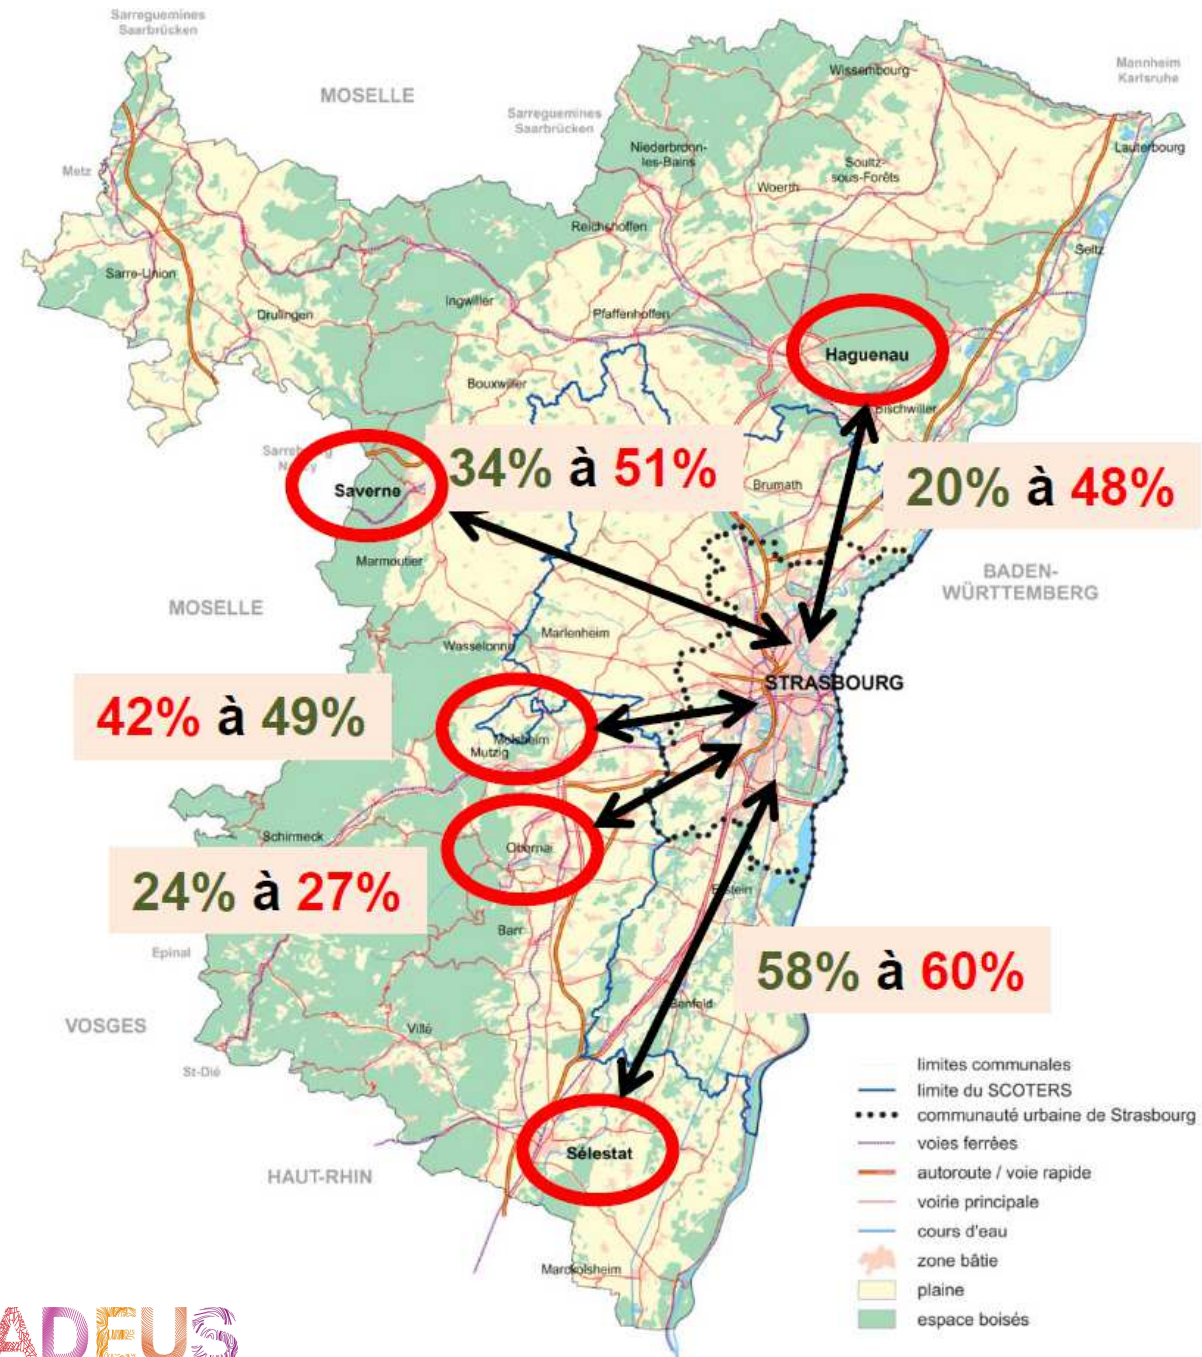 Sarreguemines
Saarbrücken
MOSELLE
Mannheim
Karlsruhe
Wissembourg
Sarreguemines
Saarbrücken
Niederbronn-
les-Bains
Lauterbourg
Metz
Soultz-
sous-Forêts
Woerth
Reichshoffen
Seltz
Sarre-Union
Ingwiller
Drulingen
Pfaffenhoffen
Haguenau
Bouxwiller
Bischwiller
Sarrebourg
Nancy
34% à 51%
Saverne
Brumath
20% à 48%
Marmoutier
BADEN-
WÜRTTEMBERG
MOSELLE
Marlenheim
Wasselonne
STRASBOURG
42% à 49%
Molsheim
Mutzig
Schirmeck
Obernai
24% à 27%
Erstein
Barr
Epinal
58% à 60%
Benfeld
VOSGES
Villé
St-Dié
Sélestat
HAUT-RHIN
Marckolsheim
limites communales
limite du SCOTERS
communauté urbaine de Strasbourg
voies ferrées
autoroute / voie rapide
voirie principale
cours d'eau
zone bâtie
plaine
espace boisés
ADEUS